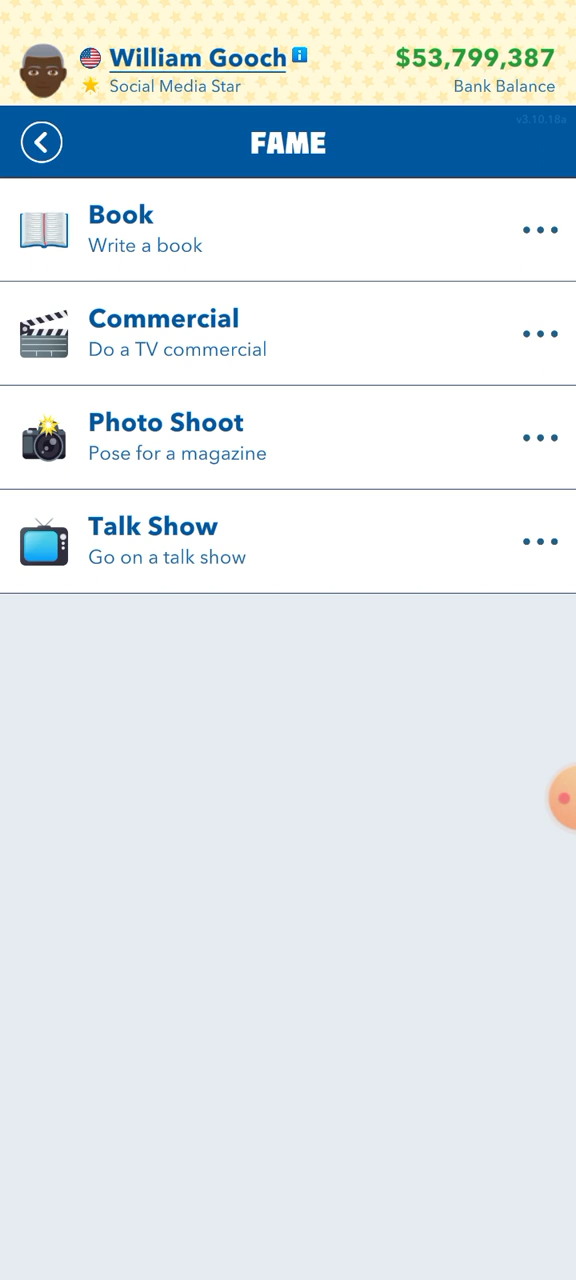 William Gooch i
$53,799,387
Social Media Star
Bank Balance
v3.10.18a
FAME
Book
Write a book
Commercial
Do a TV commercial
Photo Shoot
Pose for a magazine
Talk Show
Go on a talk show